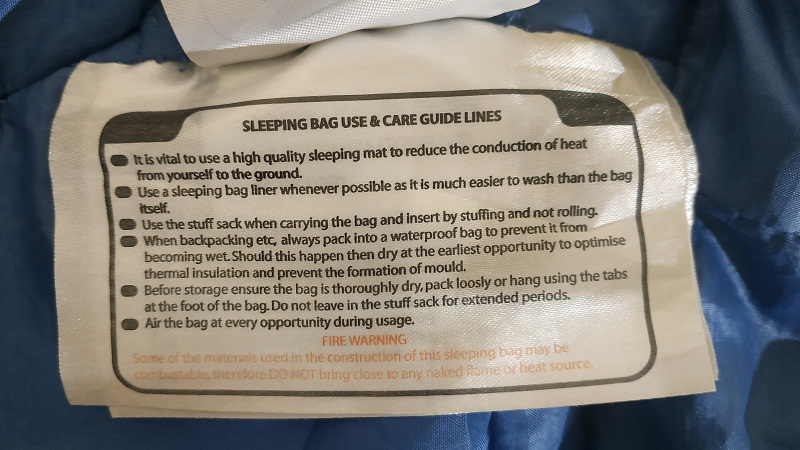 SLEEPING BAG USE & CARE GUIDE LINES
It is vital to use a high quality sleeping mat to reduce the conduction of heat
from yourself to the ground.
Use a sleeping bag liner whenever possible as it is much easier to wash than the bag
itself.
Use the stuff sack when carrying the bag and insert by stuffing and not rolling.
When backpacking etc, always pack into a waterproof bag to prevent it from
becoming wet. Should this happen then dry at the earliest opportunity to optimise
thermal insulation and prevent the formation of mould.
Before storage ensure the bag is thoroughly dry, pack loosly or hang using the tabs
at the foot of the bag. Do not leave in the stuff sack for extended periods.
Air the bag at every opportunity during usage.
FIRE WARNING
Some of the materials used in the construction of this sleeping bag may be
combustable, therefore DO NOT bring close to any naked flame or heat source.